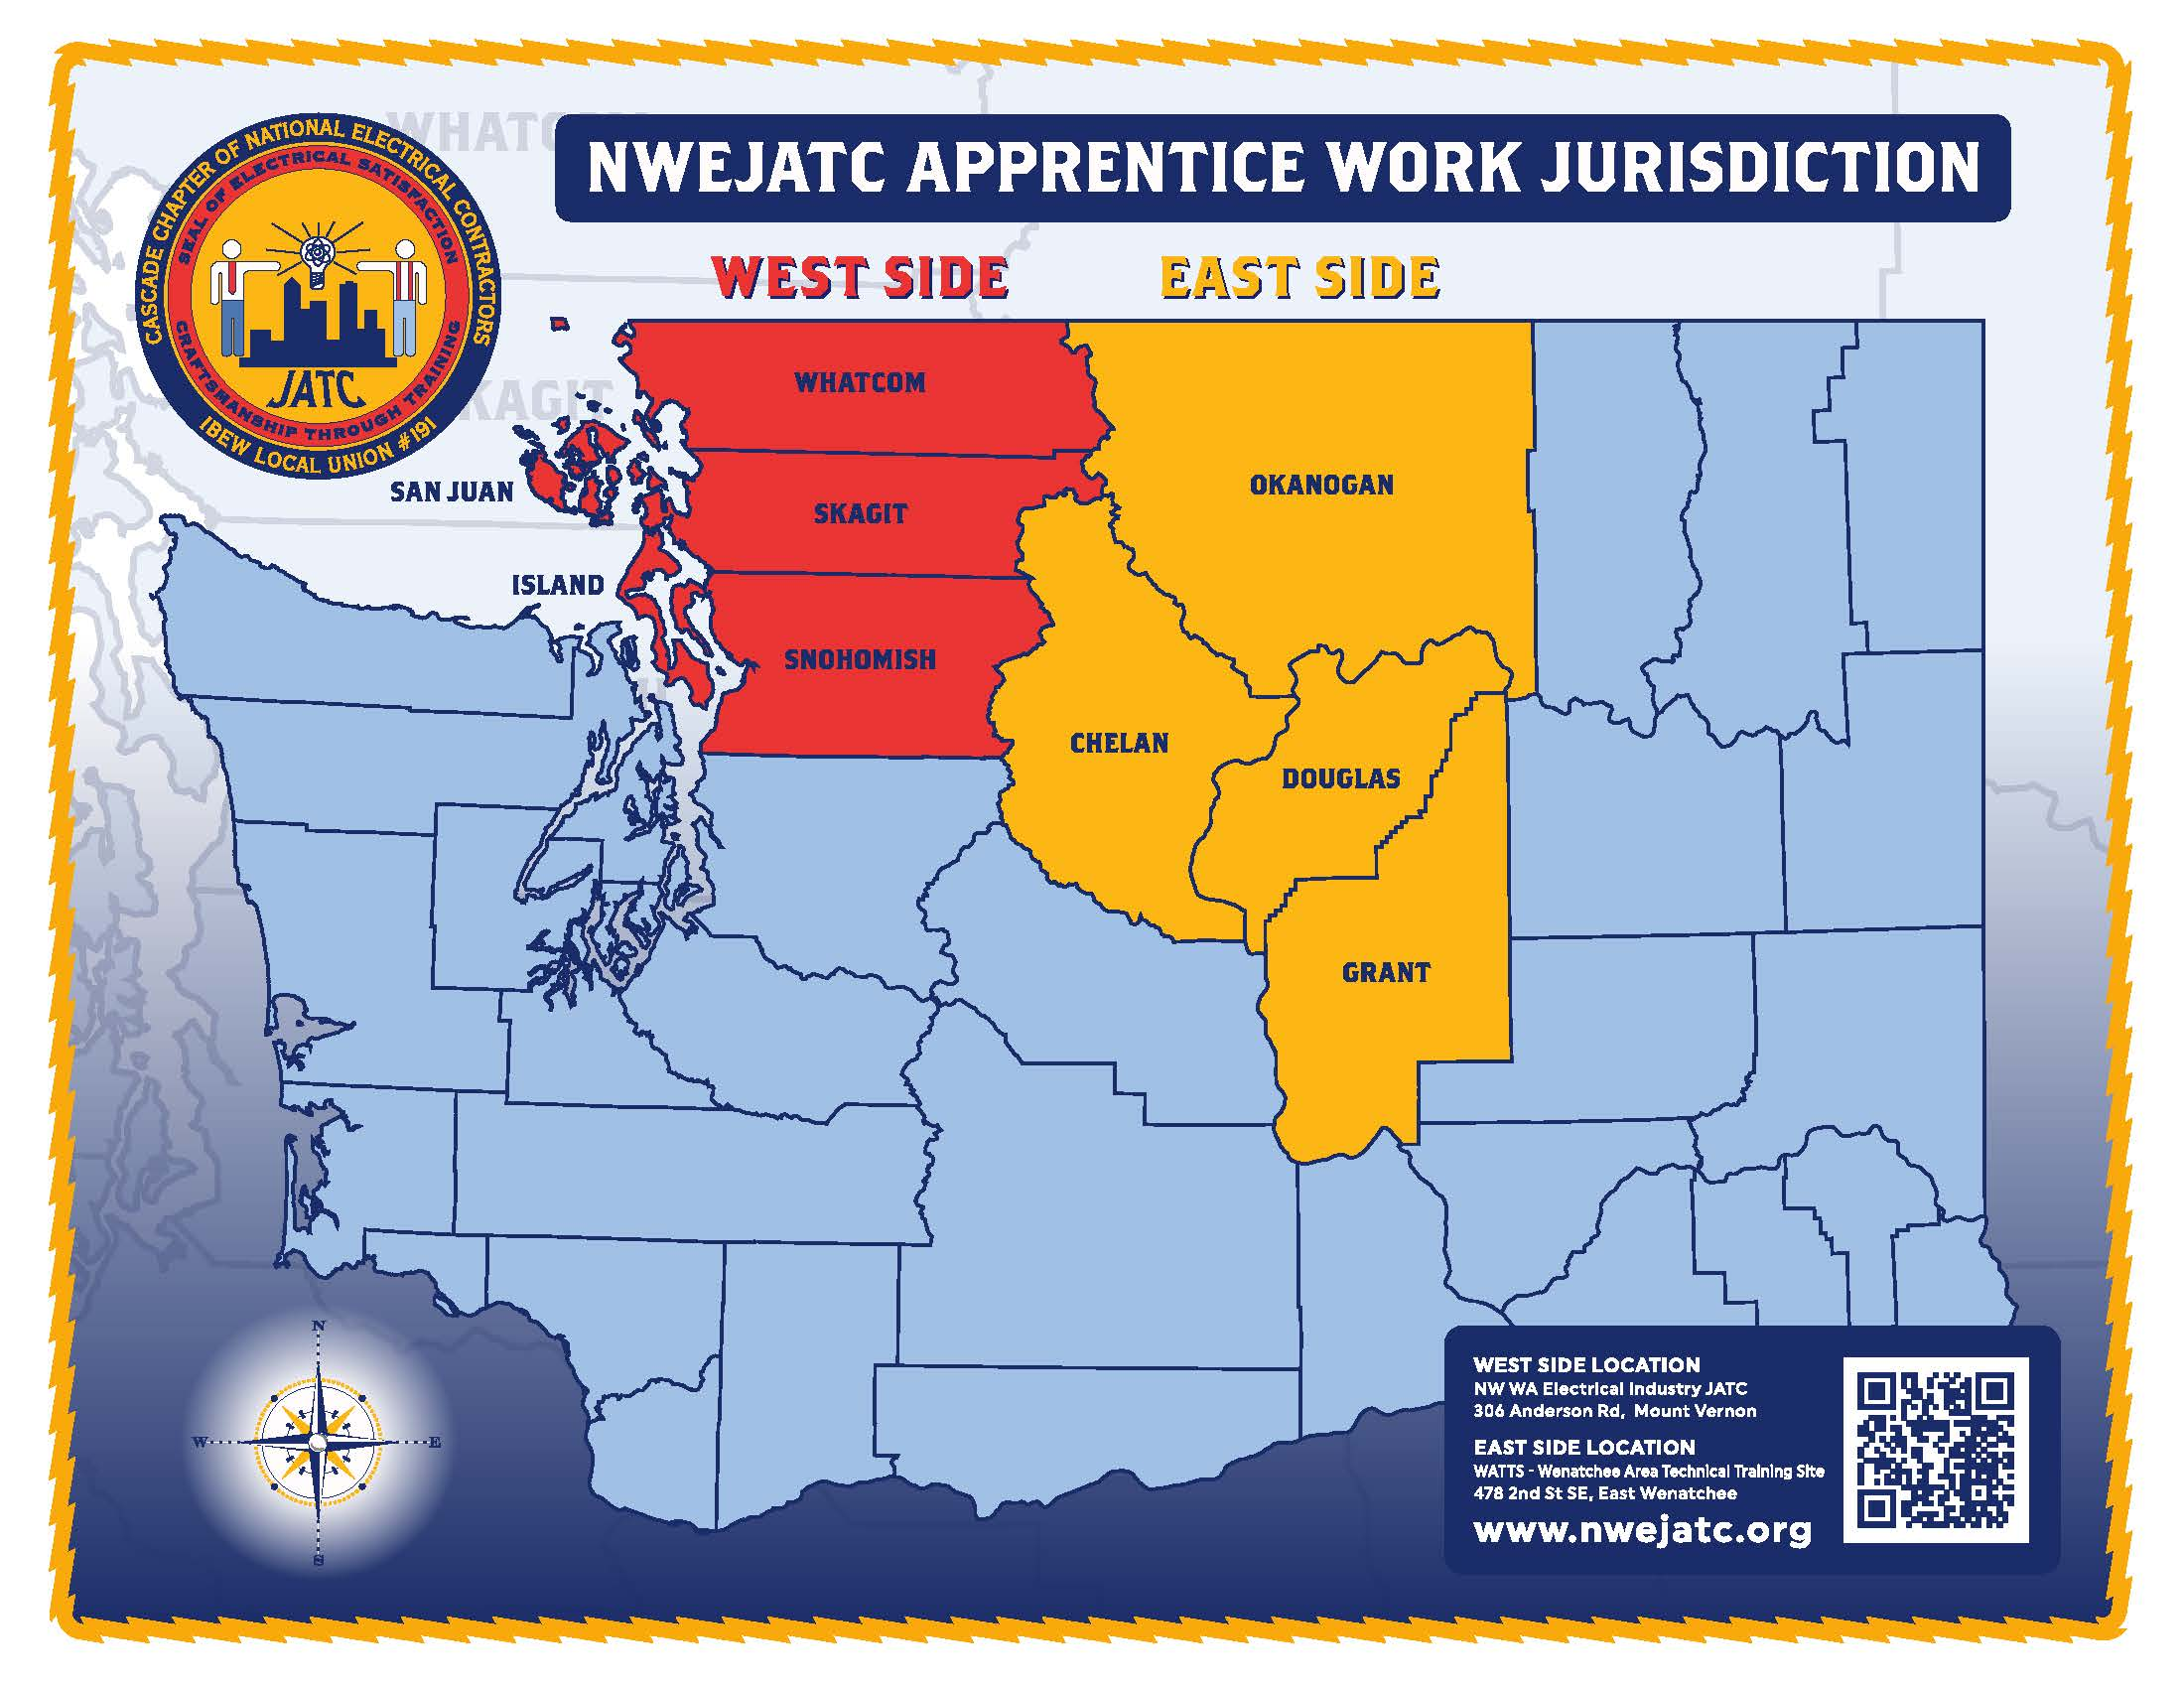 CASCADE CHAPTER OF NATIONAL ELECTRICAL CONTRACTORS
SEAL OF ELECTRICAL SATISFACTION
JATC
CRAFTSMANSHIP THROUGH TRAINING
IBEW LOCAL UNION #191
WHATC
NWEJATC APPRENTICE WORK JURISDICTION
WEST SIDE
EAST SIDE
WHATCOM
KAGIT
OKANOGAN
SAN JUAN
SKAGIT
ISLAND
SNOHOMISH
CHELAN
DOUGLAS
GRANT
N
W
E
S
WEST SIDE LOCATION
NW WA Electrical Industry JATC
306 Anderson Rd, Mount Vernon
EAST SIDE LOCATION
WATTS - Wenatchee Area Technical Training Site
478 2nd St SE, East Wenatchee
www.nwejatc.org